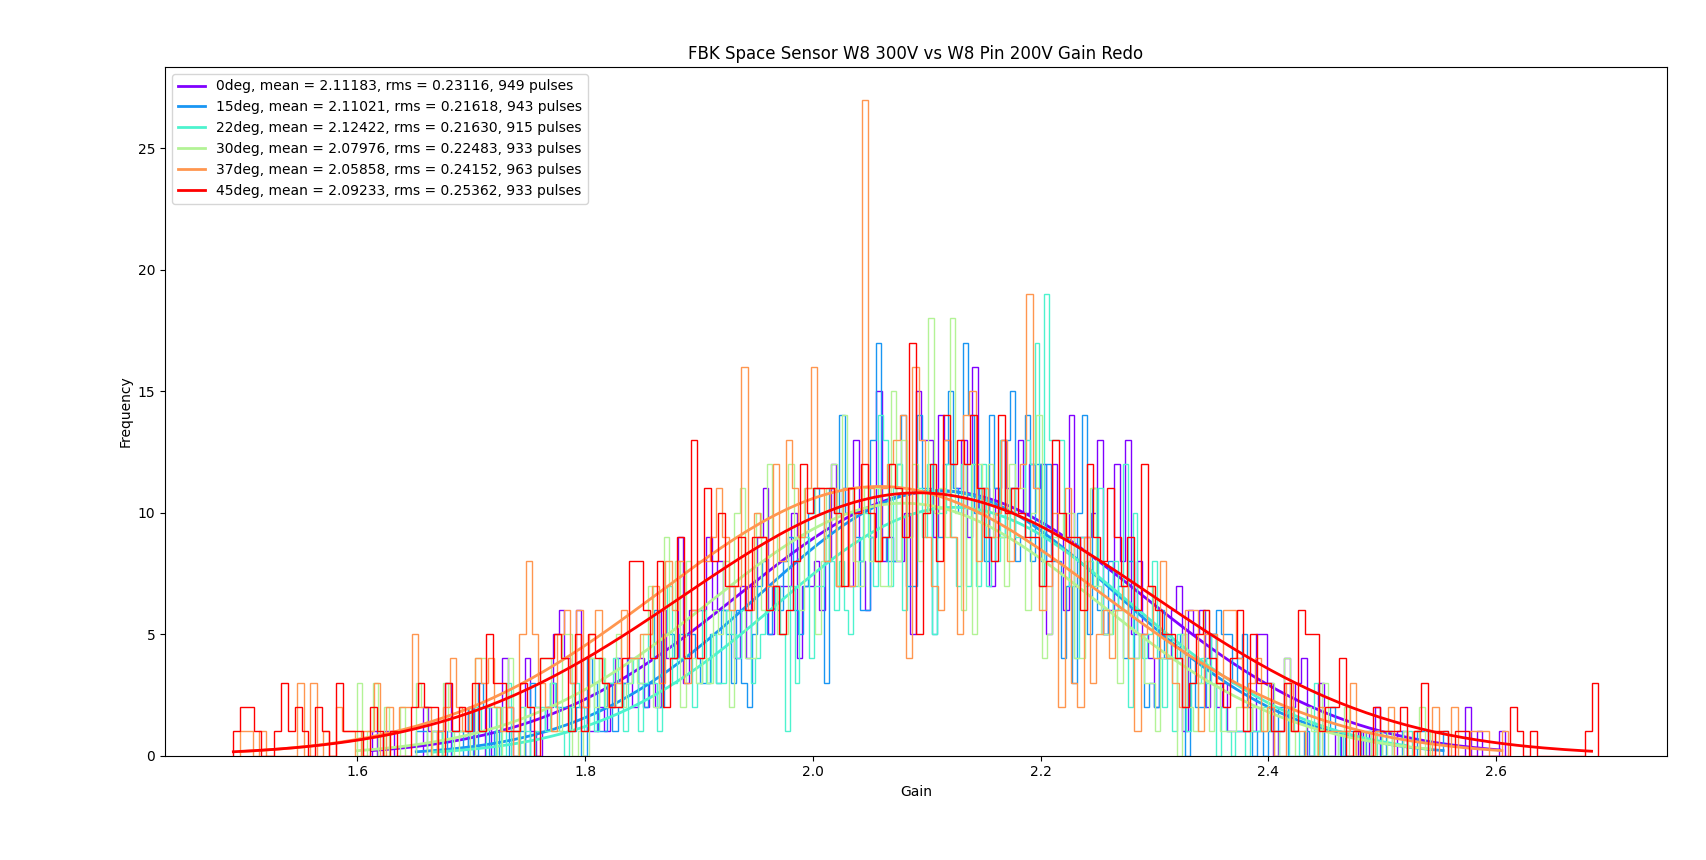 FBK Space Sensor W8 300V vs W8 Pin 200V Gain Redo
0deg, mean = 2.11183, rms = 0.23116, 949 pulses
15deg, mean = 2.11021, rms = 0.21618, 943 pulses
22deg, mean = 2.12422, rms = 0.21630, 915 pulses
30deg, mean = 2.07976, rms = 0.22483, 933 pulses
37deg, mean = 2.05858, rms = 0.24152, 963 pulses
45deg, mean = 2.09233, rms = 0.25362, 933 pulses
Frequency
25
20
15
10
5
0
1.6 1.8 2.0 2.2 2.4 2.6
Gain